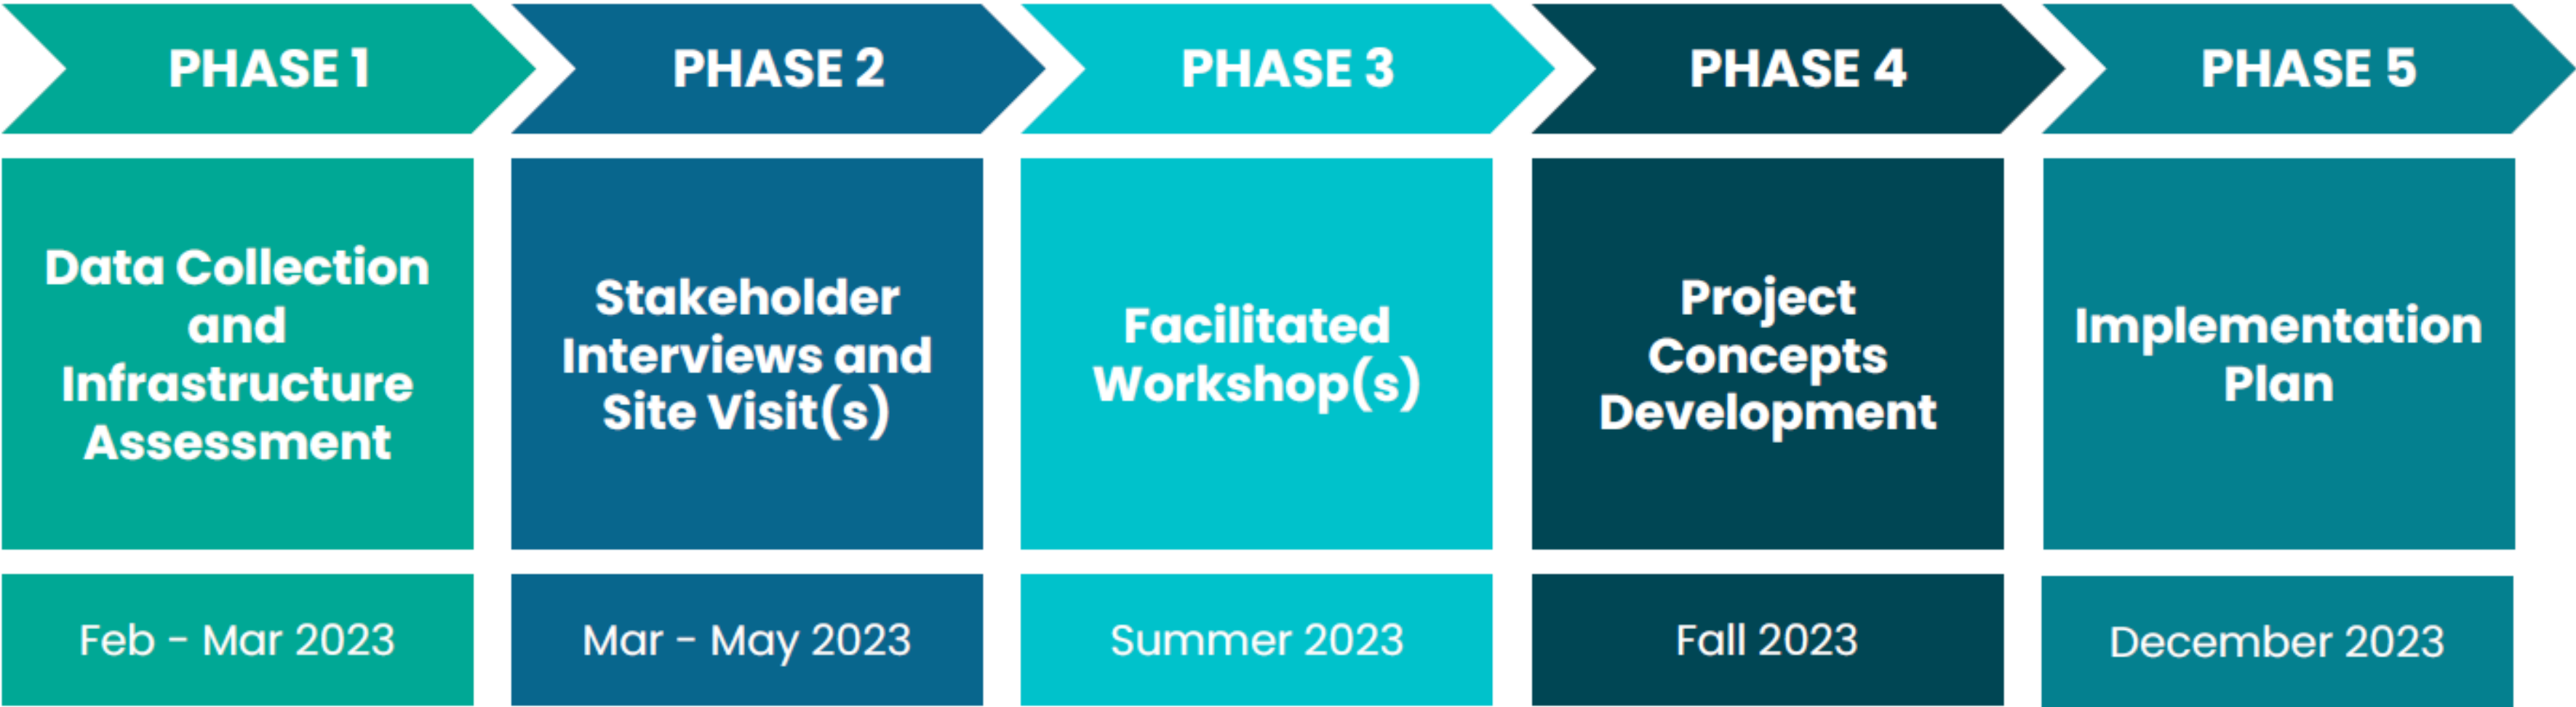 PHASE 1
PHASE 2
PHASE 3
PHASE 4
PHASE 5
Data Collection
and
Infrastructure
Assessment
Stakeholder
Interviews and
Site Visit(s)
Facilitated
Workshop(s)
Project
Concepts
Development
Implementation
Plan
Feb - Mar 2023
Mar - May 2023
Summer 2023
Fall 2023
December 2023